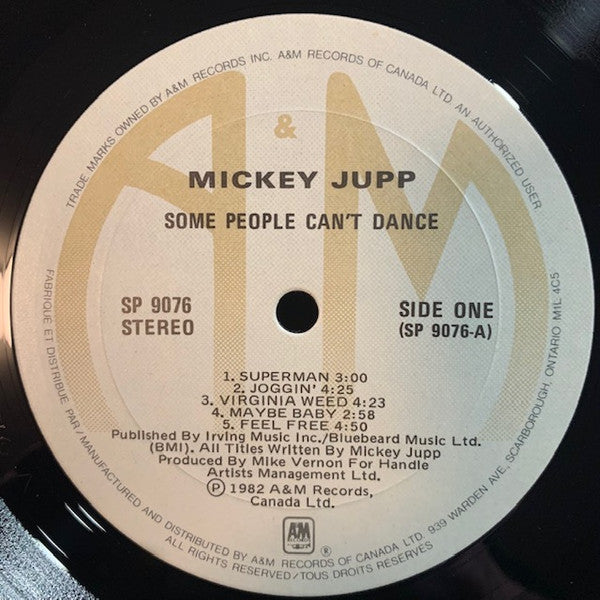 TRADE MARKS OWNED BY A&M RECORDS INC. A&M RECORDS OF CANADA LTD. AN AUTHORIZED USER
A & M
MICKEY JUPP
SOME PEOPLE CAN'T DANCE
SP 9076
STEREO
SIDE ONE
(SP 9076-A)
1. SUPERMAN 3:00
2. JOGGIN' 4:25
3. VIRGINIA WEED 4:23
4. MAYBE BABY 2:58
5. FEEL FREE 4:50
Published By Irving Music Inc./Bluebeard Music Ltd.
(BMI). All Titles Written By Mickey Jupp
Produced By Mike Vernon For Handle
Artists Management Ltd.
℗ 1982 A&M Records,
Canada Ltd.
AM
RECORDS
®
FABRIQUE ET DISTRIBUE PAR/MANUFACTURED AND DISTRIBUTED BY A&M RECORDS OF CANADA LTD. 939 WARDEN AVE, SCARBOROUGH, ONTARIO M1L 4C5
ALL RIGHTS RESERVED/TOUS DROITS RESERVÉS